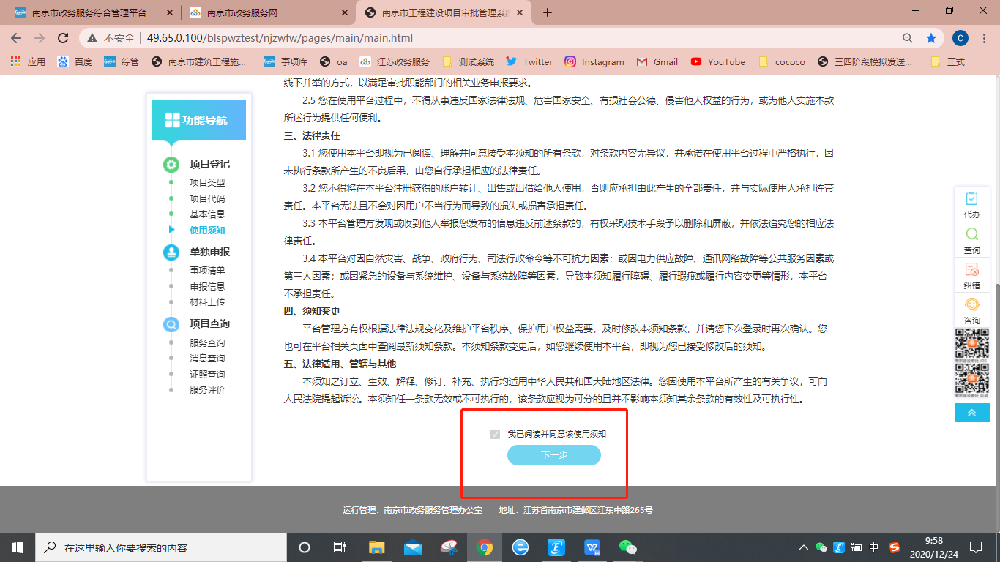 南京市政务服务综合管理平台
南京市政务服务网
南京市工程建设项目审批管理系统
不安全
49.65.0.100/blspwztest/njzwfw/pages/main/main.html
C
应用
百度
综管
南京市建筑工程施...
事项库
oa
江苏政务服务
测试系统
Twitter
Instagram
Gmail
YouTube
cococo
三四阶段模拟发送...
正式
功能导航
项目登记
项目类型
项目代码
基本信息
使用须知
单独申报
事项清单
申报信息
材料上传
项目查询
服务查询
消息查询
证照查询
服务评价
线下并举的方式，以满足审批职能部门的相关业务申报要求。
2.5 您在使用平台过程中，不得从事违反国家法律法规、危害国家安全、有损社会公德、侵害他人权益的行为，或为他人实施本款
所述行为提供任何便利。
三、法律责任
3.1 您使用本平台即视为已阅读、理解并同意接受本须知的所有条款，对条款内容无异议，并承诺在使用平台过程中严格执行，因
未执行条款所产生的不良后果，由您自行承担相应的法律责任。
3.2 您不得将在本平台注册获得的账户转让、出售或出借给他人使用，否则应承担由此产生的全部责任，并与实际使用人承担连带
责任。本平台无法且不会对因用户不当行为而导致的损失或损害承担责任。
3.3 本平台管理方发现或收到他人举报您发布的信息违反前述条款的，有权采取技术手段予以删除和屏蔽，并依法追究您的相应法
律责任。
3.4 本平台对因自然灾害、战争、政府行为、司法行政命令等不可抗力因素；或因电力供应故障、通讯网络故障等公共服务因素或
第三人因素；或因紧急的设备与系统维护、设备与系统故障等因素，导致本须知履行障碍、履行瑕疵或履行内容变更等情形，本平台
不承担责任。
四、须知变更
平台管理方有权根据法律法规变化及维护平台秩序、保护用户权益需要，及时修改本须知条款，并请您下次登录时再次确认。您
也可在平台相关页面中查阅最新须知条款。本须知条款变更后，如您继续使用本平台，即视为您已接受修改后的须知。
五、法律适用、管辖与其他
本须知之订立、生效、解释、修订、补充、执行均适用中华人民共和国大陆地区法律。您因使用本平台所产生的有关争议，可向
人民法院提起诉讼。本须知任一条款无效或不可执行的，该条款应视为可分的且并不影响本须知其余条款的有效性及可执行性。
我已阅读并同意该使用须知
下一步
代办
查询
纠错
咨询
运行管理：南京市政务服务管理办公室 地址：江苏省南京市建邺区江东中路265号
在这里输入你要搜索的内容
中
9:58
2020/12/24